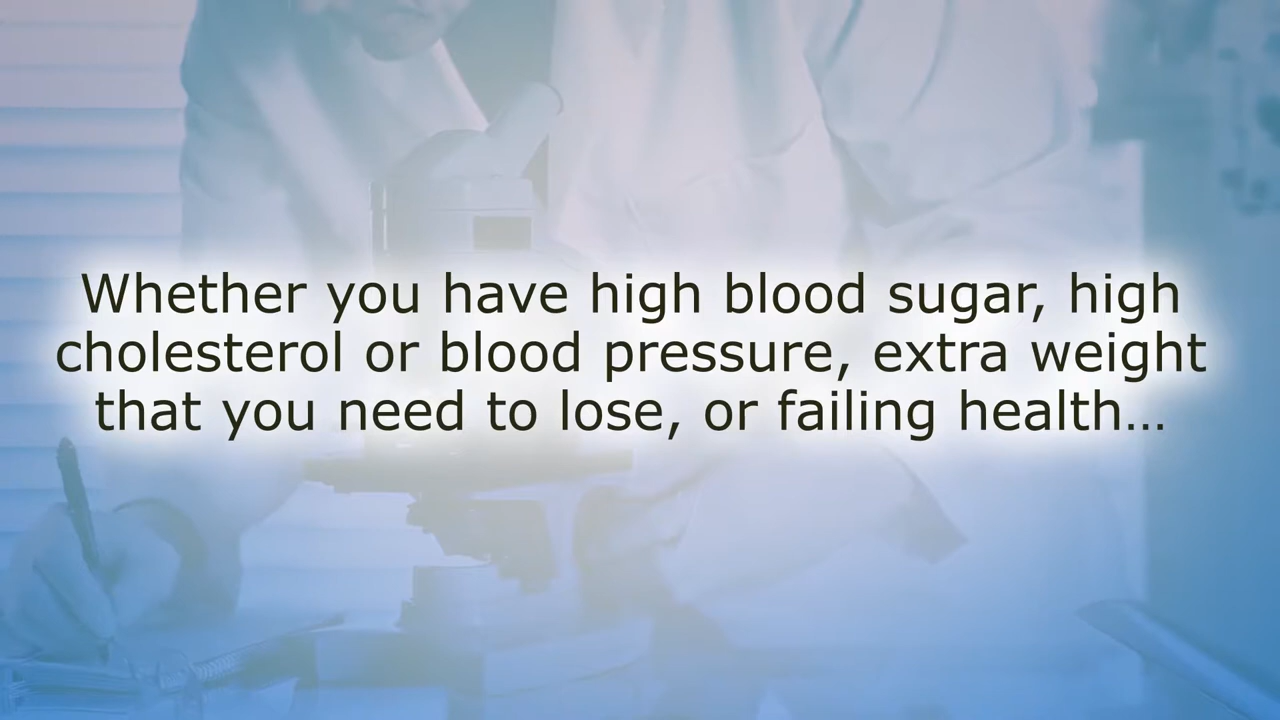 Whether you have high blood sugar, high
cholesterol or blood pressure, extra weight
that you need to lose, or failing health…